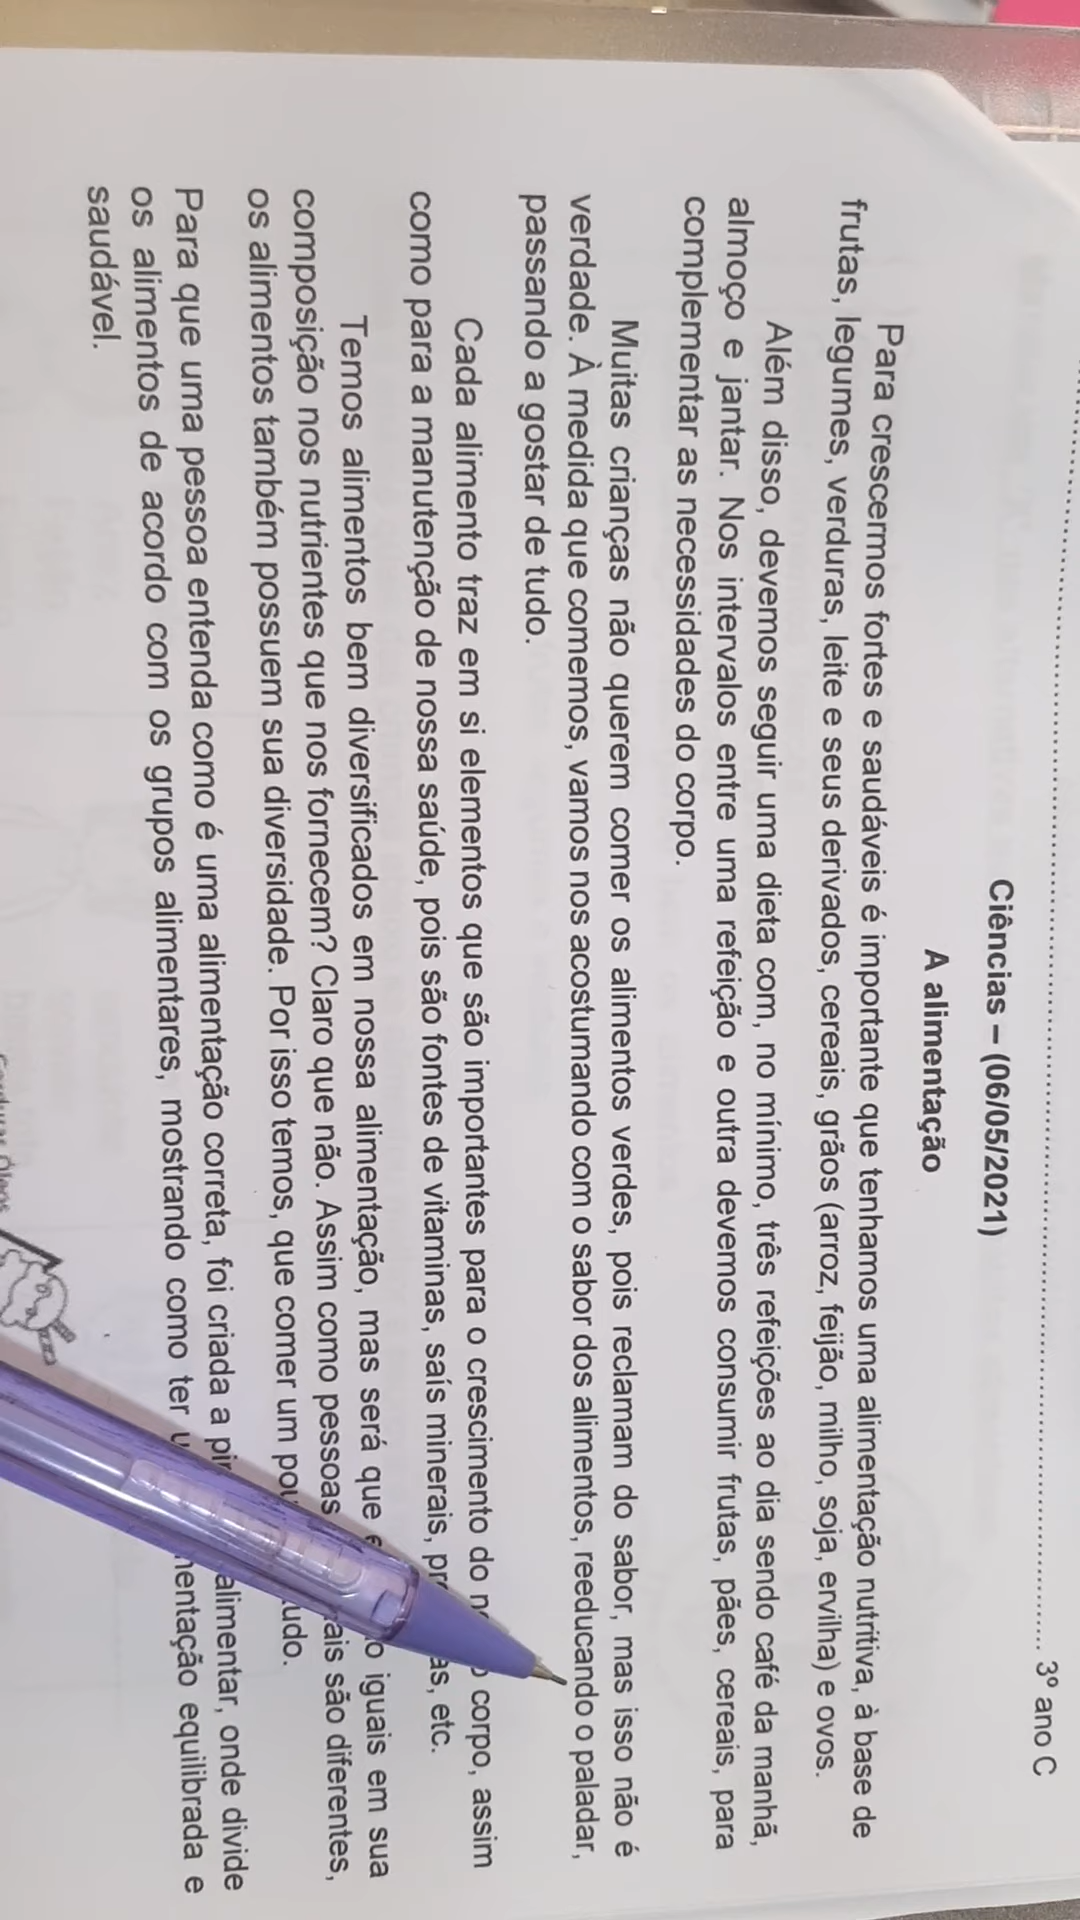 3º ano C
Ciências – (06/05/2021)
A alimentação
Para crescermos fortes e saudáveis é importante que tenhamos uma alimentação nutritiva, à base de
frutas, legumes, verduras, leite e seus derivados, cereais, grãos (arroz, feijão, milho, soja, ervilha) e ovos.
Além disso, devemos seguir uma dieta com, no mínimo, três refeições ao dia sendo café da manhã,
almoço e jantar. Nos intervalos entre uma refeição e outra devemos consumir frutas, pães, cereais, para
complementar as necessidades do corpo.
Muitas crianças não querem comer os alimentos verdes, pois reclamam do sabor, mas isso não é
verdade. À medida que comemos, vamos nos acostumando com o sabor dos alimentos, reeducando o paladar,
passando a gostar de tudo.
Cada alimento traz em si elementos que são importantes para o crescimento do corpo, assim
como para a manutenção de nossa saúde, pois são fontes de vitaminas, saís minerais, etc.
Temos alimentos bem diversificados em nossa alimentação, mas será que iguais em sua
composição nos nutrientes que nos fornecem? Claro que não. Assim como pessoas são diferentes,
os alimentos também possuem sua diversidade. Por isso temos, que comer um
Para que uma pessoa entenda como é uma alimentação correta, foi criada a alimentar, onde divide
os alimentos de acordo com os grupos alimentares, mostrando como ter equilibrada e
saudável.